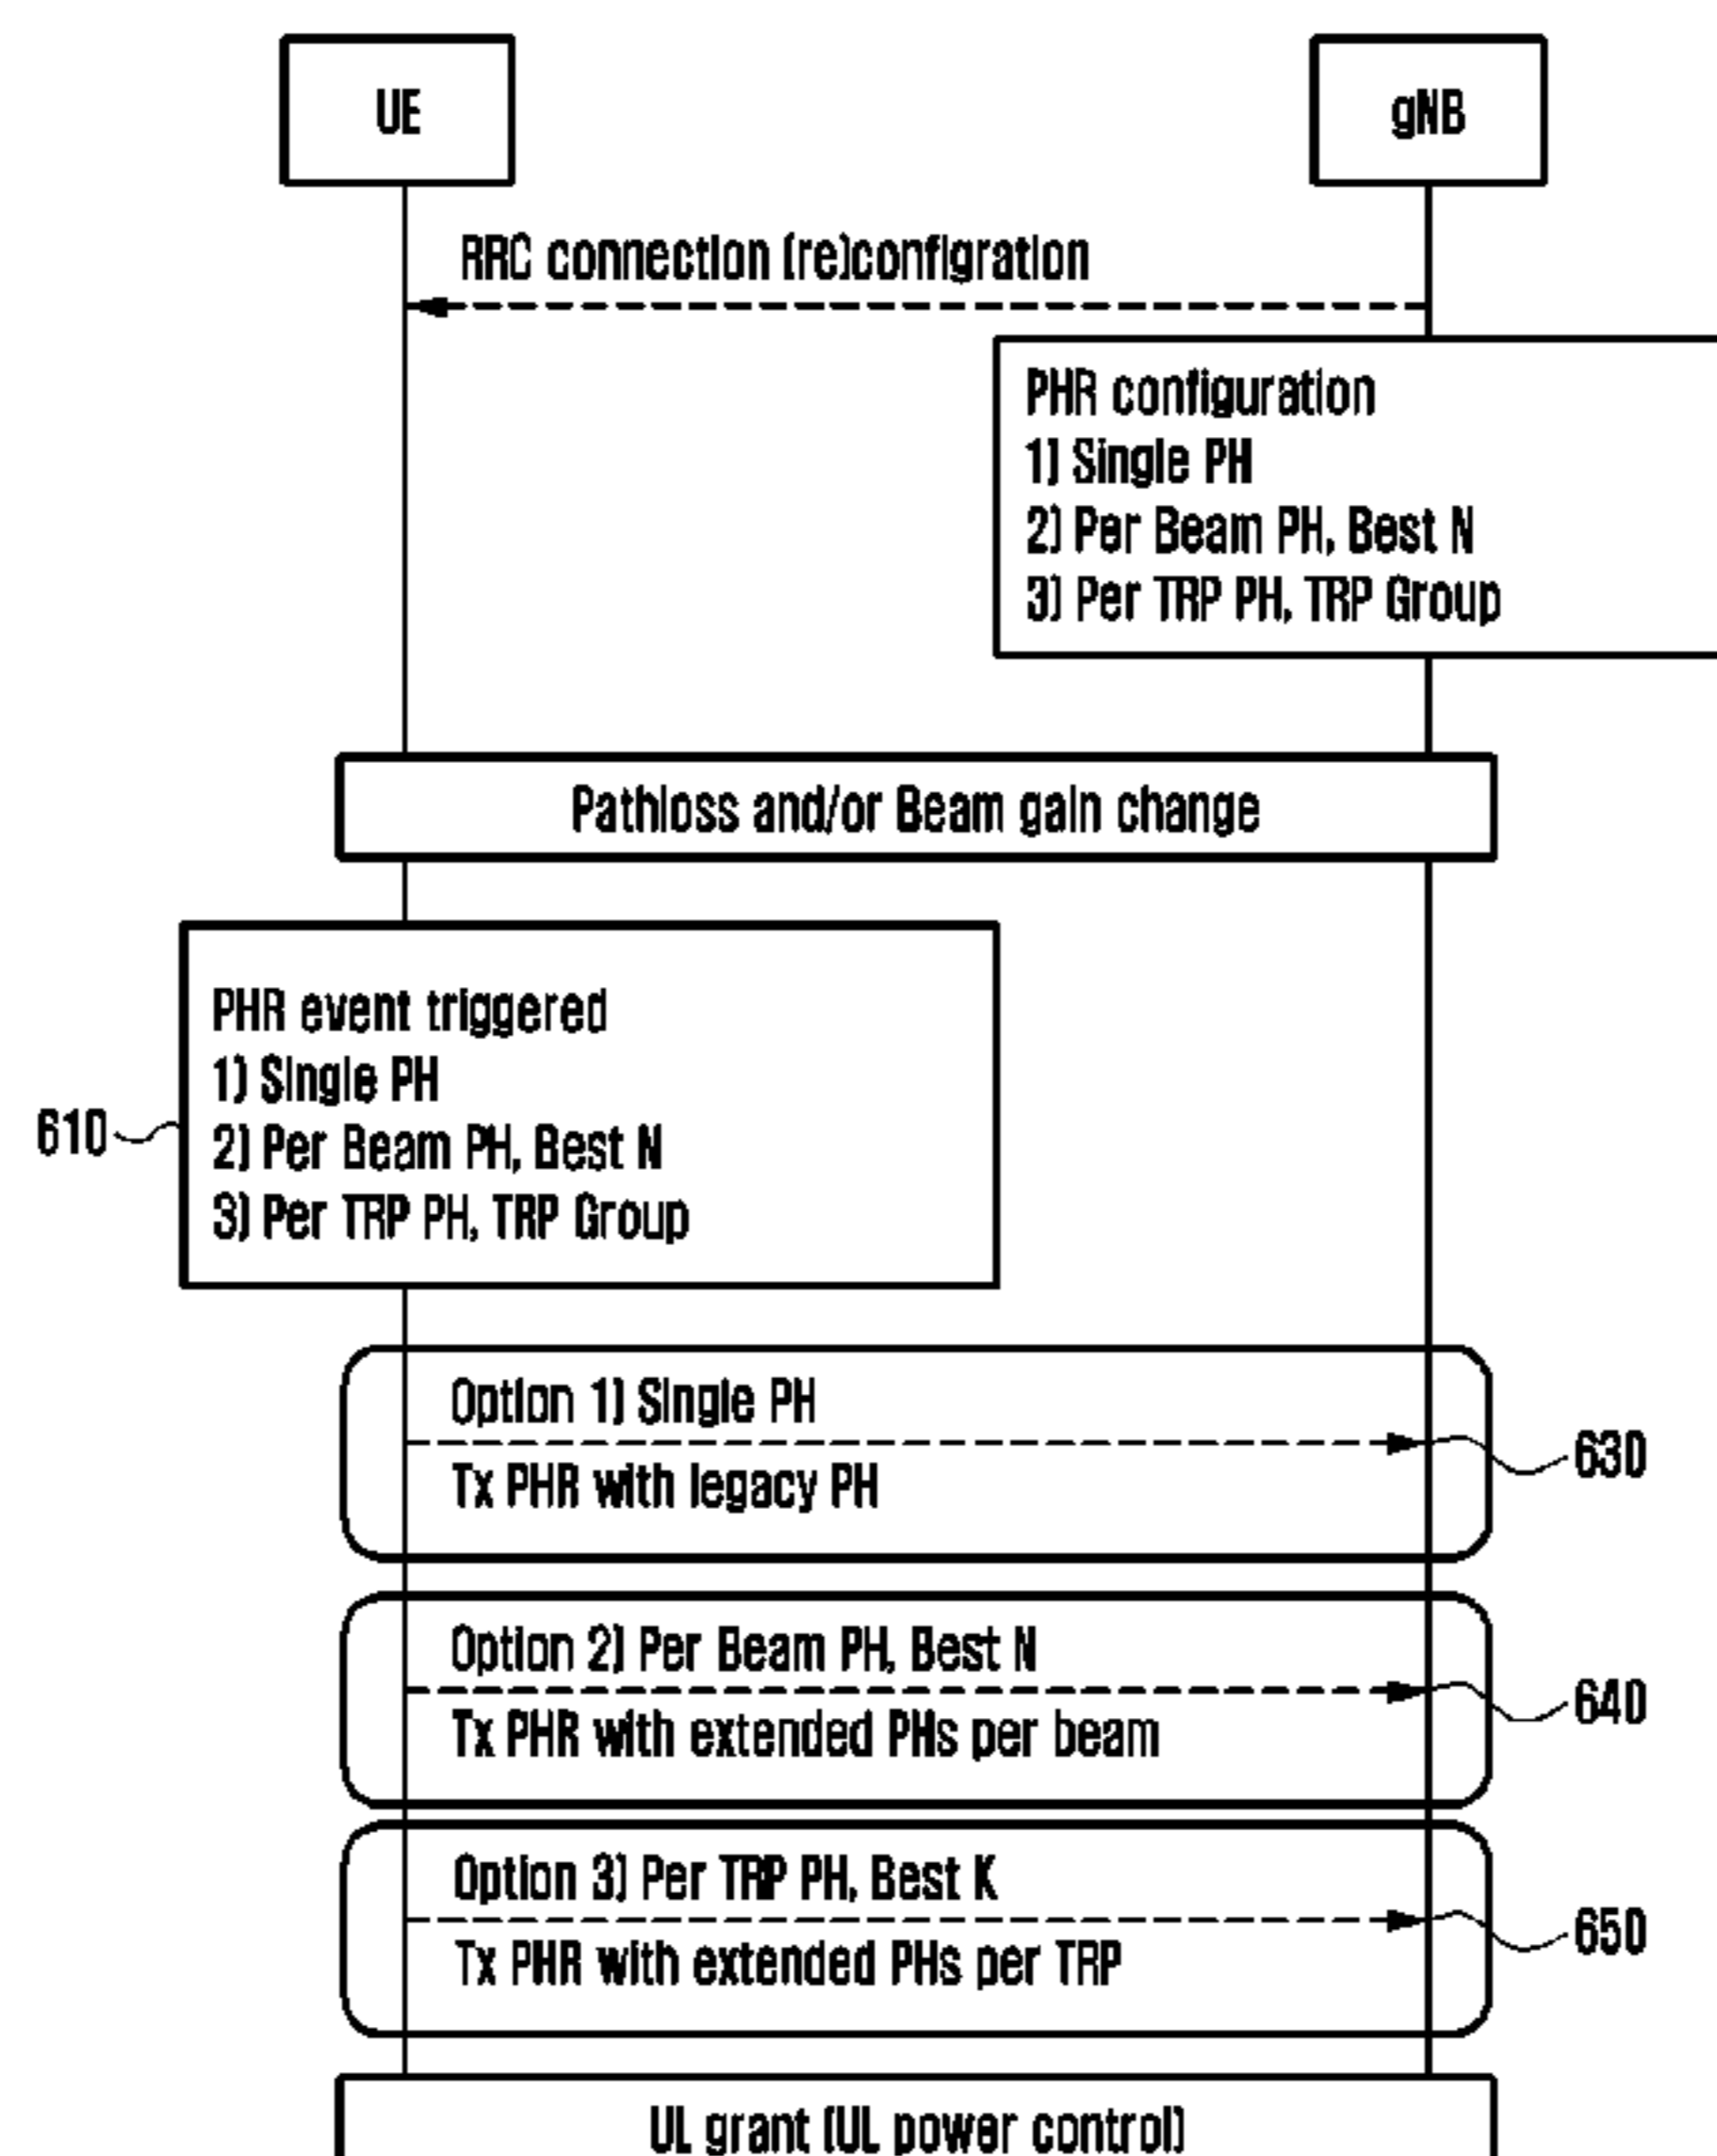 UE
gNB
RRC connection (re)configration
PHR configuration
1) Single PH
2) Per Beam PH, Best N
3) Per TRP PH, TRP Group
Pathloss and/or Beam gain change
PHR event triggered
1) Single PH
2) Per Beam PH, Best N
3) Per TRP PH, TRP Group
610
Option 1) Single PH
Tx PHR with legacy PH
630
Option 2) Per Beam PH, Best N
Tx PHR with extended PHs per beam
640
Option 3) Per TRP PH, Best K
Tx PHR with extended PHs per TRP
650
UL grant (UL power control)